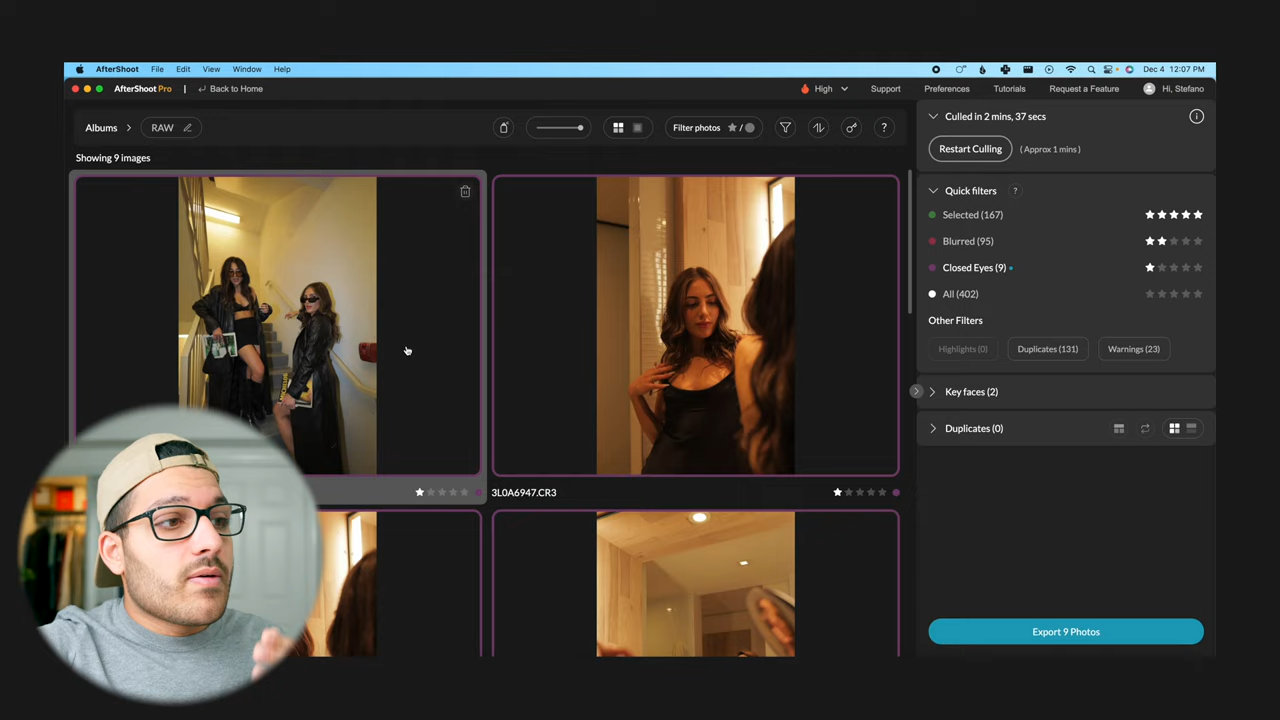 AfterShoot File Edit View Window Help Dec 4 12:07 PM
AfterShoot Pro | Back to Home High Support Preferences Tutorials Request a Feature Hi, Stefano
Albums RAW Filter photos / ?
Showing 9 images
3L0A6947.CR3
Culled in 2 mins, 37 secs
Restart Culling (Approx 1 mins)
Quick filters ?
Selected (167)
Blurred (95)
Closed Eyes (9)
All (402)
Other Filters
Highlights (0) Duplicates (131) Warnings (23)
Key faces (2)
Duplicates (0)
Export 9 Photos